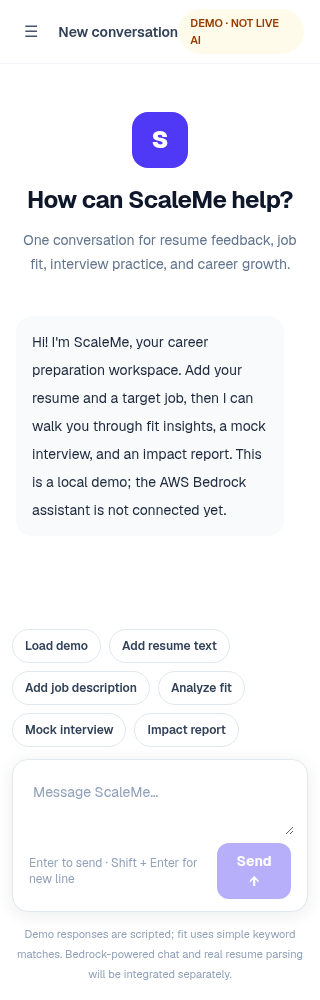 ☰ New conversation
DEMO · NOT LIVE
AI
S
How can ScaleMe help?
One conversation for resume feedback, job
fit, interview practice, and career growth.
Hi! I'm ScaleMe, your career
preparation workspace. Add your
resume and a target job, then I can
walk you through fit insights, a mock
interview, and an impact report. This
is a local demo; the AWS Bedrock
assistant is not connected yet.
Load demo
Add resume text
Add job description
Analyze fit
Mock interview
Impact report
Message ScaleMe...
Enter to send · Shift + Enter for
new line
Send
↑
Demo responses are scripted; fit uses simple keyword
matches. Bedrock-powered chat and real resume parsing
will be integrated separately.